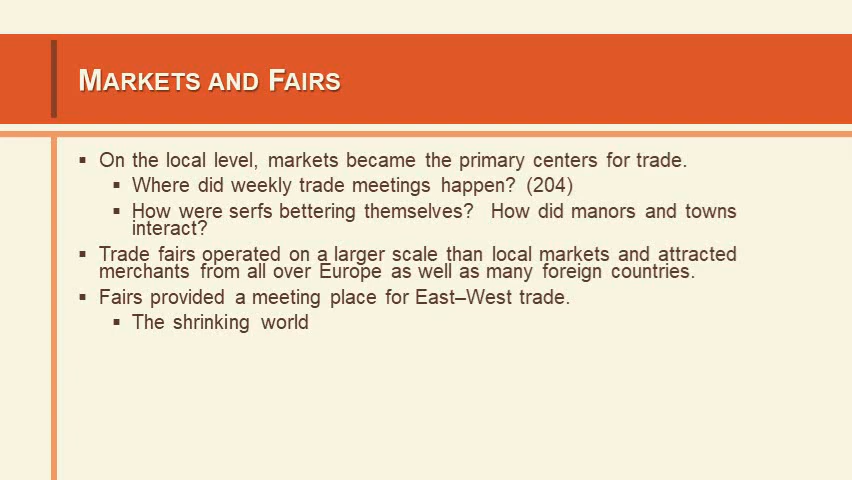 MARKETS AND FAIRS
▪ On the local level, markets became the primary centers for trade.
▪ Where did weekly trade meetings happen? (204)
▪ How were serfs bettering themselves? How did manors and towns
interact?
▪ Trade fairs operated on a larger scale than local markets and attracted
merchants from all over Europe as well as many foreign countries.
▪ Fairs provided a meeting place for East–West trade.
▪ The shrinking world